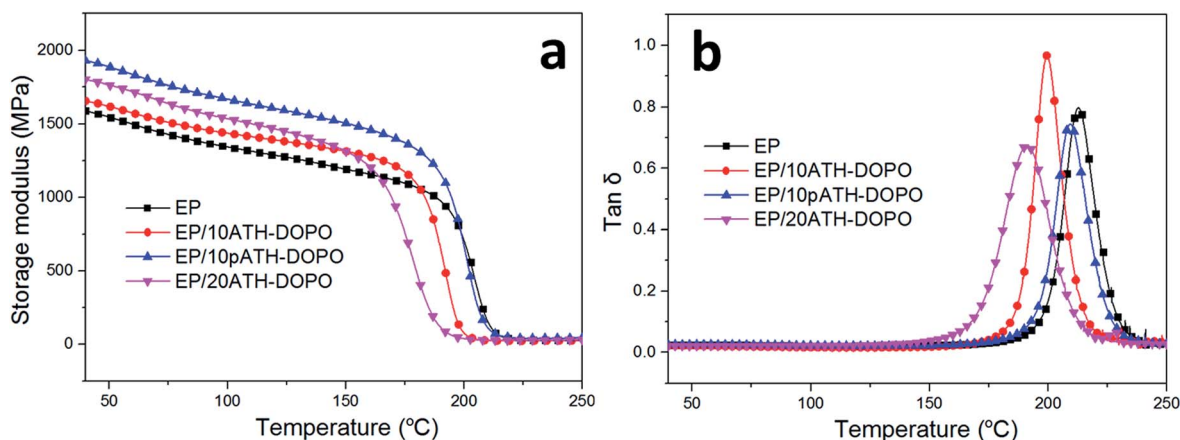 a
2000
1500
1000
500
0
Storage modulus (MPa)
EP
EP/10ATH-DOPO
EP/10pATH-DOPO
EP/20ATH-DOPO
50
100
150
200
250
Temperature (ºC)
b
1.0
0.8
0.6
0.4
0.2
0.0
Tan δ
EP
EP/10ATH-DOPO
EP/10pATH-DOPO
EP/20ATH-DOPO
50
100
150
200
250
Temperature (ºC)